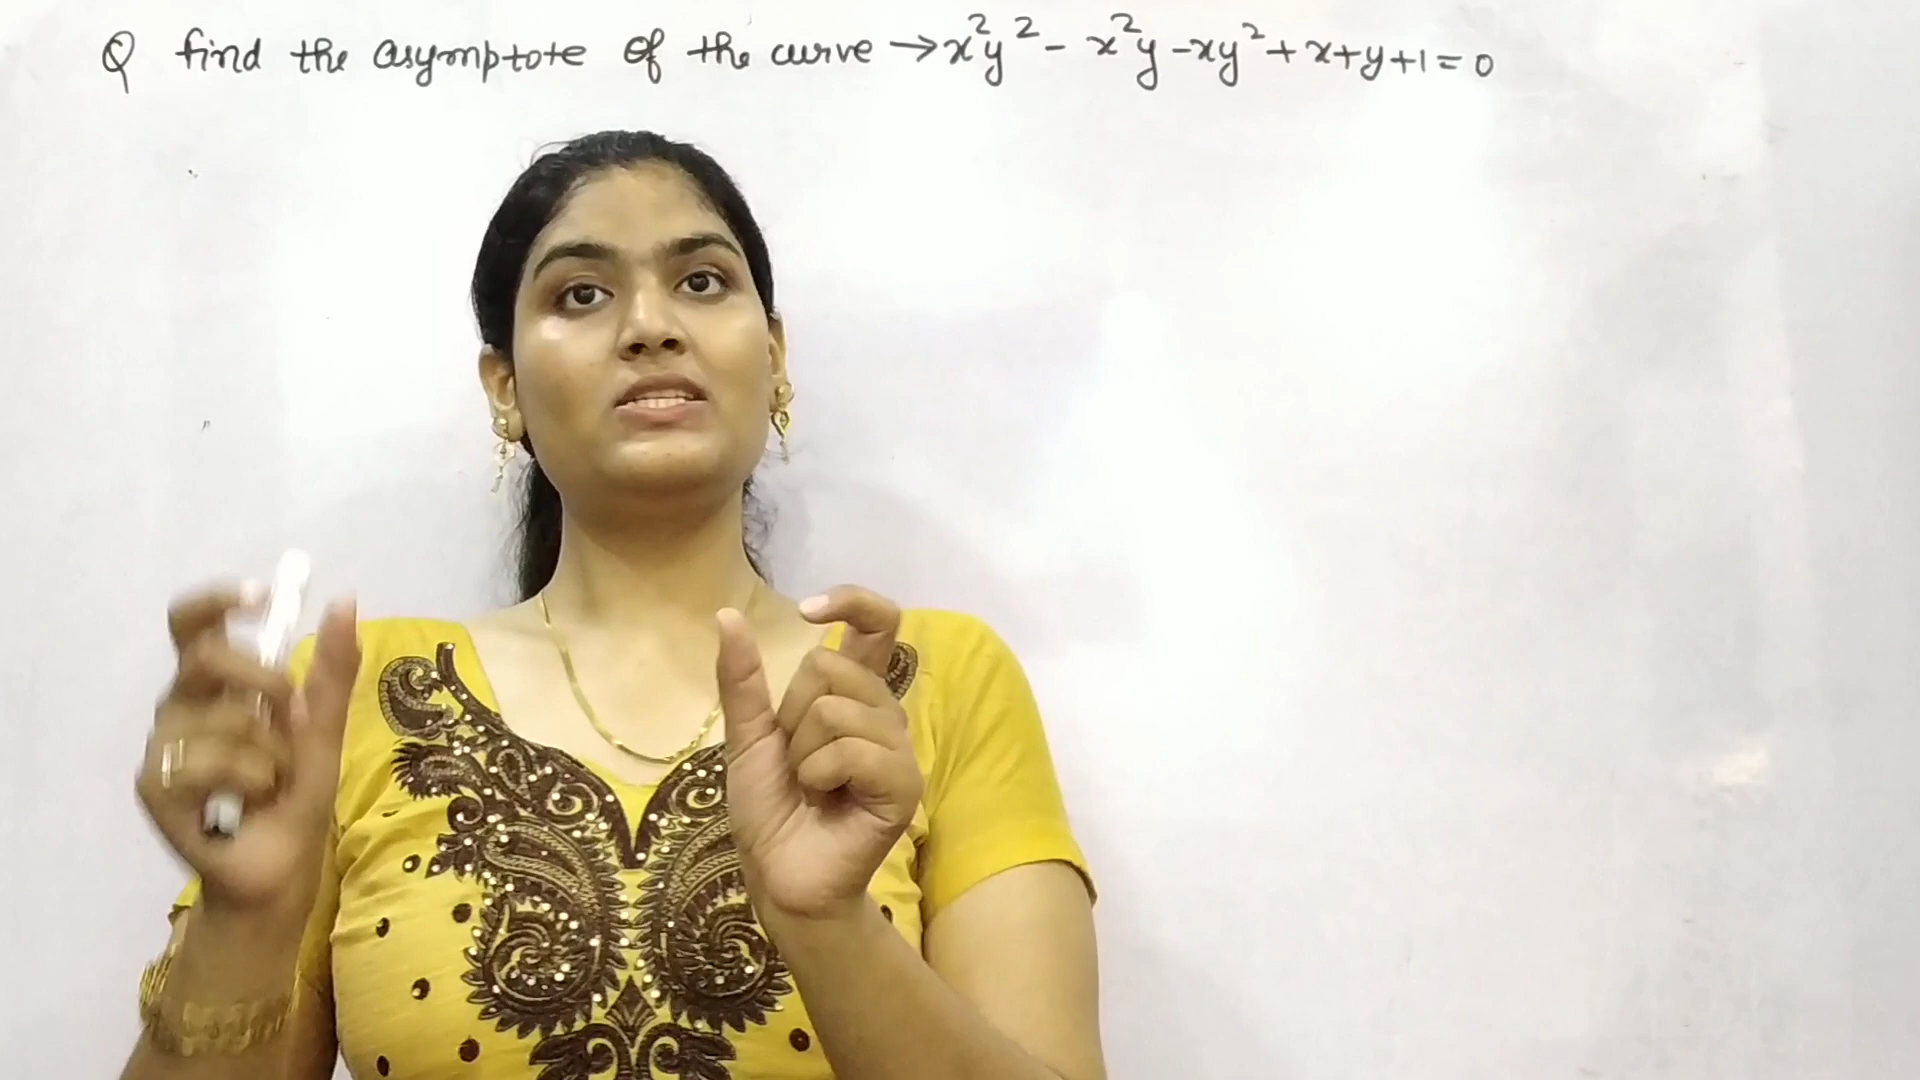 Q find the asymptote of the curve → x²y² - x²y - xy² + x + y + 1 = 0